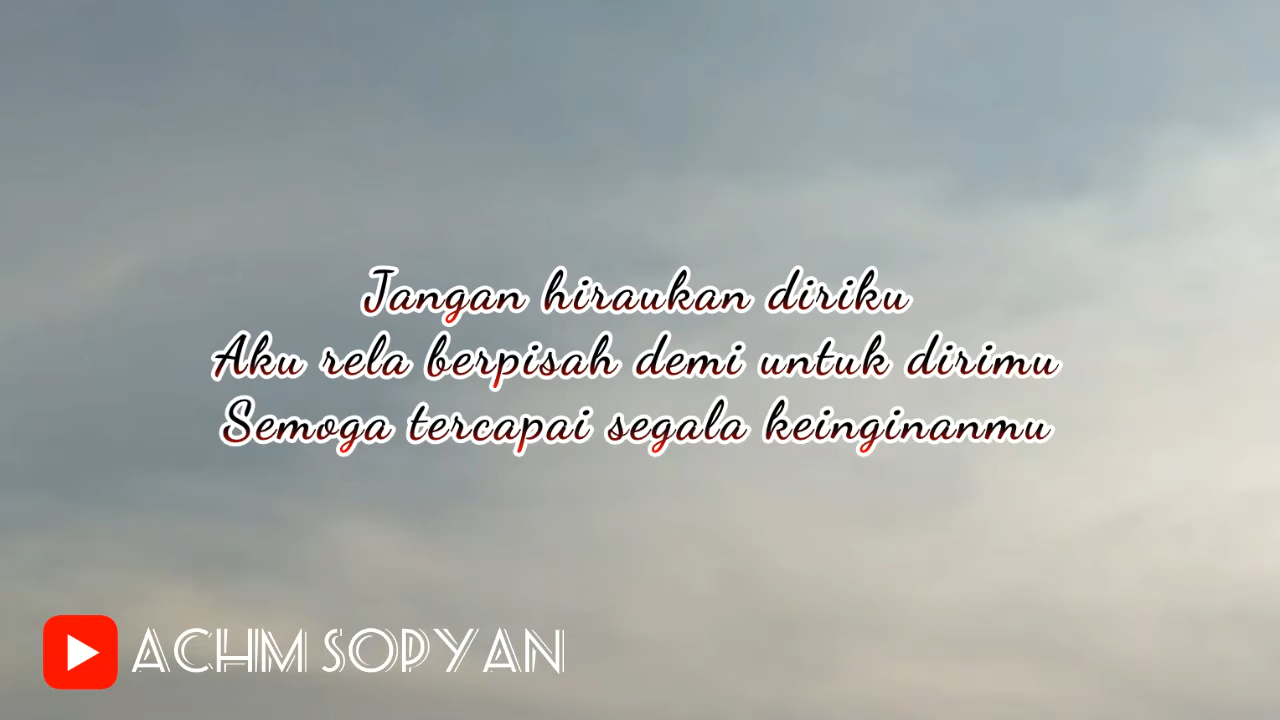 Jangan hiraukan diriku
Aku rela berpisah demi untuk dirimu
Semoga tercapai segala keinginanmu
ACHM SOPYAN